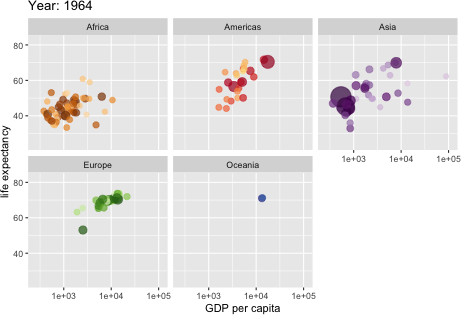 Year: 1964
Africa
Americas
Asia
80
60
40
1e+03 1e+04 1e+05
Europe
Oceania
80
60
40
1e+03 1e+04 1e+05
1e+03 1e+04 1e+05
life expectancy
GDP per capita